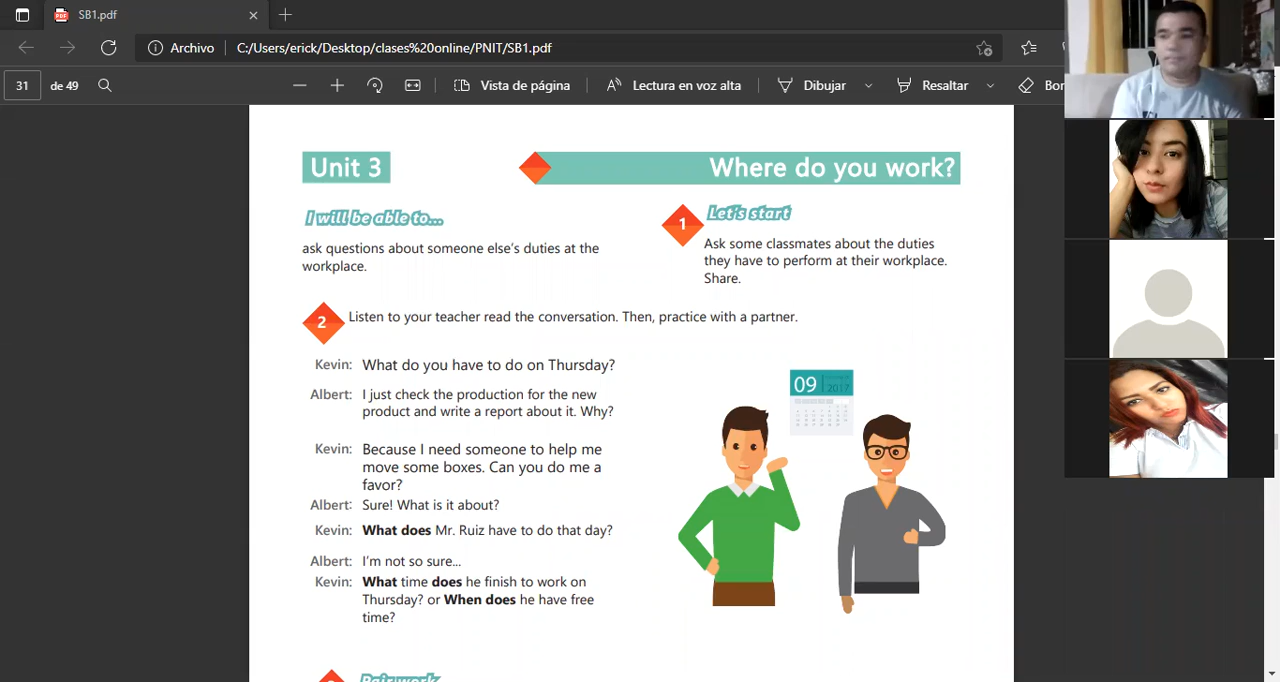 SB1.pdf
Archivo
C:/Users/erick/Desktop/clases%20online/PNIT/SB1.pdf
31 de 49
Vista de página
Lectura en voz alta
Dibujar
Resaltar
Bor
Unit 3
Where do you work?
I will be able to...
ask questions about someone else's duties at the
workplace.
1
Let's start
Ask some classmates about the duties
they have to perform at their workplace.
Share.
2
Listen to your teacher read the conversation. Then, practice with a partner.
Kevin: What do you have to do on Thursday?
Albert: I just check the production for the new
product and write a report about it. Why?
Kevin: Because I need someone to help me
move some boxes. Can you do me a
favor?
Albert: Sure! What is it about?
Kevin: What does Mr. Ruiz have to do that day?
Albert: I'm not so sure...
Kevin: What time does he finish to work on
Thursday? or When does he have free
time?
09
2017
Pair work